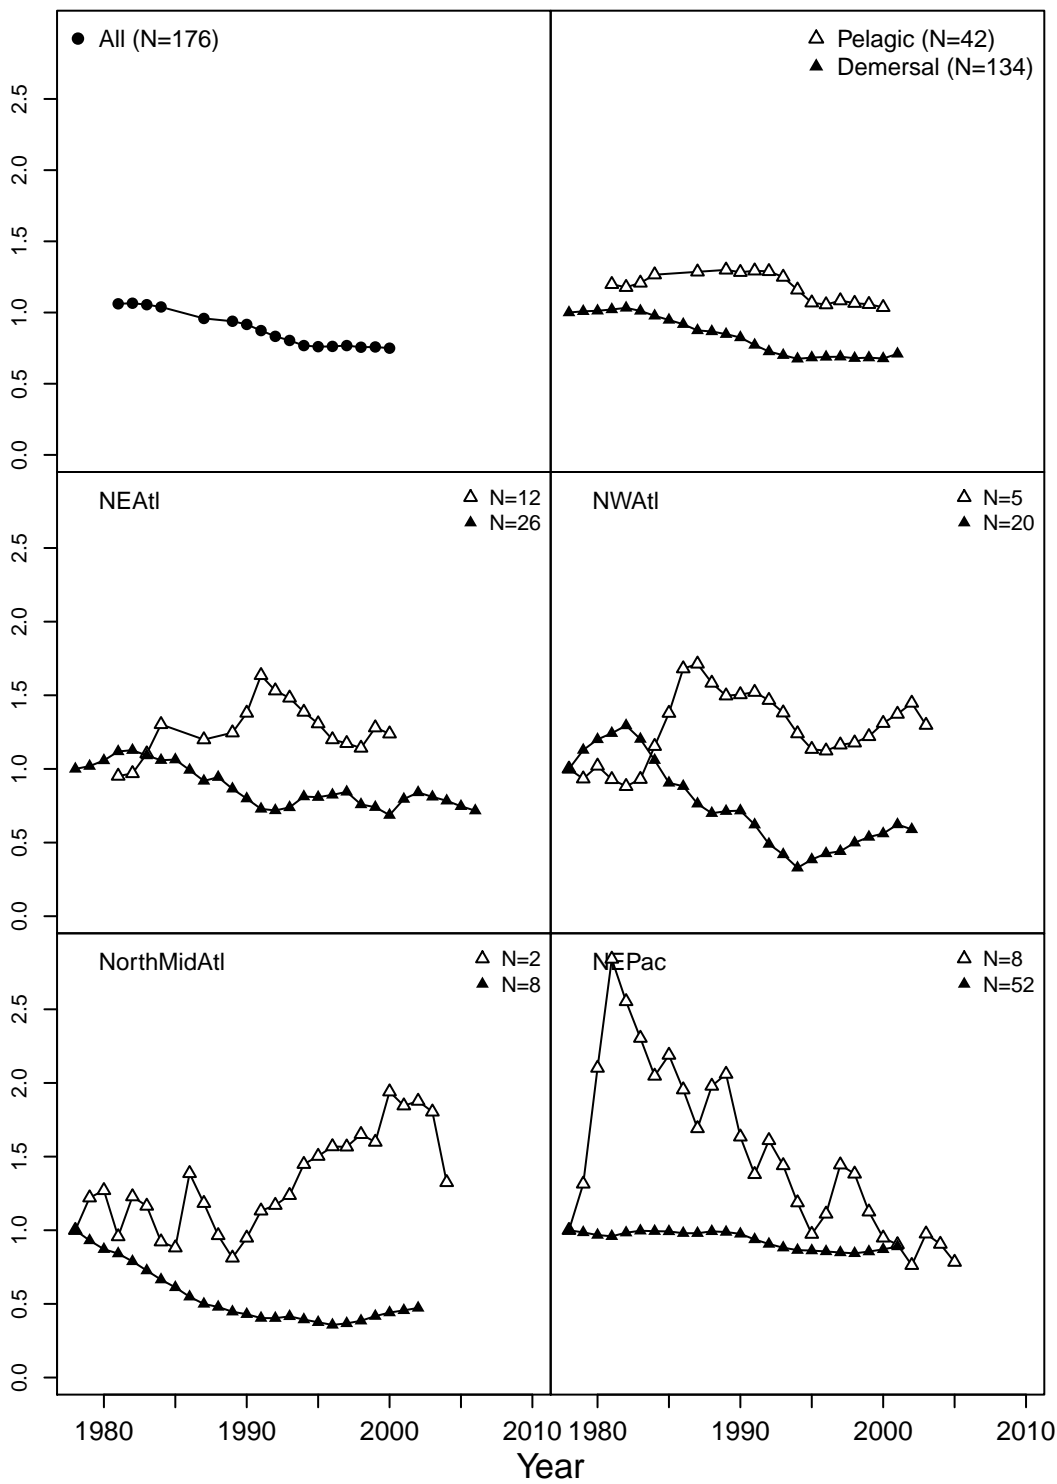 All (N=176)
Pelagic (N=42)
Demersal (N=134)
2.5
2.0
1.5
1.0
0.5
0.0
NEAtl
N=12
N=26
NWAtl
N=5
N=20
2.5
2.0
1.5
1.0
0.5
0.0
NorthMidAtl
N=2
N=8
NEPac
N=8
N=52
2.5
2.0
1.5
1.0
0.5
0.0
1980 1990 2000 2010 1980 1990 2000 2010
Year